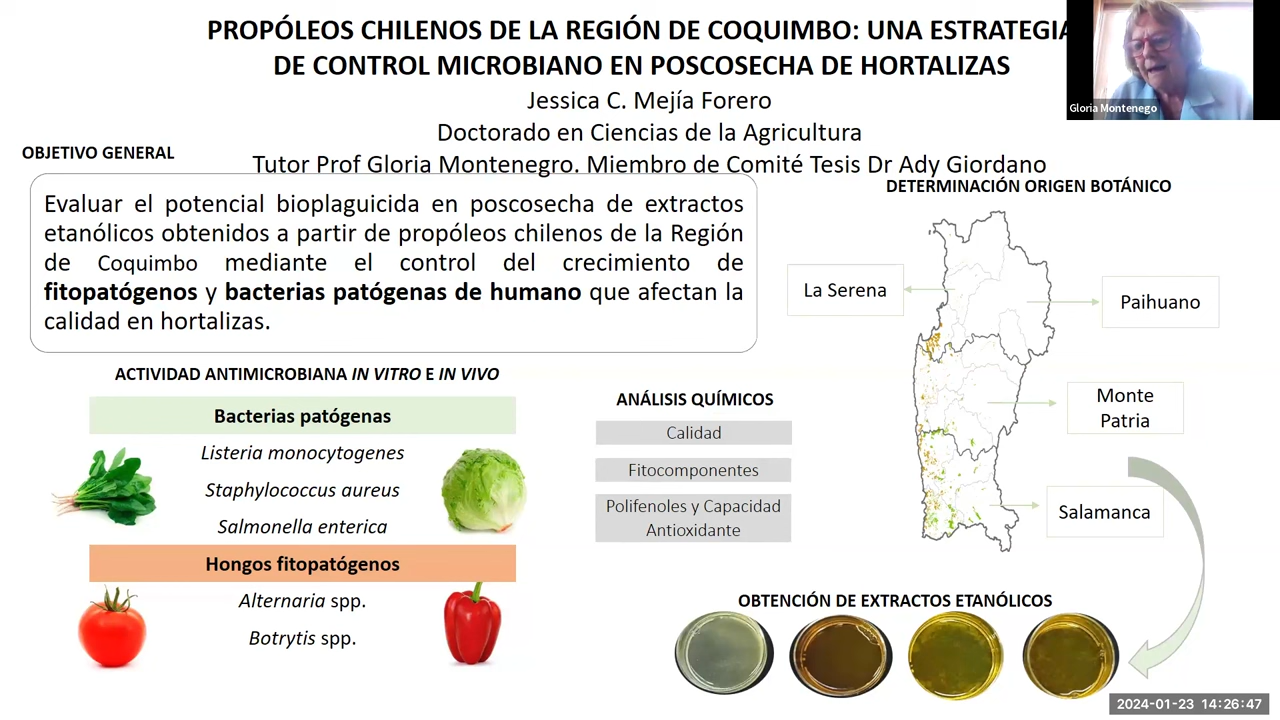 PROPÓLEOS CHILENOS DE LA REGIÓN DE COQUIMBO: UNA ESTRATEGIA
DE CONTROL MICROBIANO EN POSCOSECHA DE HORTALIZAS
Jessica C. Mejía Forero
Doctorado en Ciencias de la Agricultura
Tutor Prof Gloria Montenegro. Miembro de Comité Tesis Dr Ady Giordano
Gloria Montenego
OBJETIVO GENERAL
Evaluar el potencial bioplaguicida en poscosecha de extractos
etanólicos obtenidos a partir de propóleos chilenos de la Región
de Coquimbo mediante el control del crecimiento de
fitopatógenos y bacterias patógenas de humano que afectan la
calidad en hortalizas.
DETERMINACIÓN ORIGEN BOTÁNICO
La Serena
Paihuano
Monte
Patria
Salamanca
ACTIVIDAD ANTIMICROBIANA IN VITRO E IN VIVO
Bacterias patógenas
Listeria monocytogenes
Staphylococcus aureus
Salmonella enterica
Hongos fitopatógenos
Alternaria spp.
Botrytis spp.
ANÁLISIS QUÍMICOS
Calidad
Fitocomponentes
Polifenoles y Capacidad
Antioxidante
OBTENCIÓN DE EXTRACTOS ETANÓLICOS
2024-01-23 14:26:47